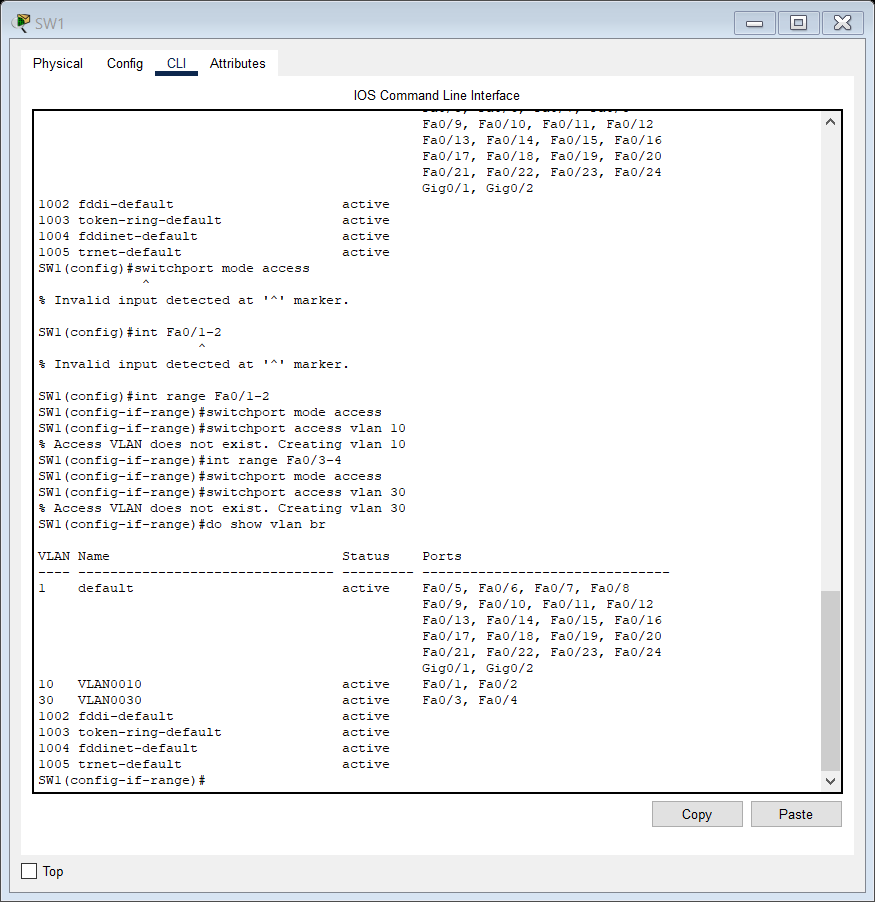 SW1
Physical Config CLI Attributes
IOS Command Line Interface
Fa0/9, Fa0/10, Fa0/11, Fa0/12
Fa0/13, Fa0/14, Fa0/15, Fa0/16
Fa0/17, Fa0/18, Fa0/19, Fa0/20
Fa0/21, Fa0/22, Fa0/23, Fa0/24
Gig0/1, Gig0/2
1002 fddi-default active
1003 token-ring-default active
1004 fddinet-default active
1005 trnet-default active
SW1(config)#switchport mode access
^
% Invalid input detected at '^' marker.
SW1(config)#int Fa0/1-2
^
% Invalid input detected at '^' marker.
SW1(config)#int range Fa0/1-2
SW1(config-if-range)#switchport mode access
SW1(config-if-range)#switchport access vlan 10
% Access VLAN does not exist. Creating vlan 10
SW1(config-if-range)#int range Fa0/3-4
SW1(config-if-range)#switchport mode access
SW1(config-if-range)#switchport access vlan 30
% Access VLAN does not exist. Creating vlan 30
SW1(config-if-range)#do show vlan br
VLAN Name Status Ports
---- -------------------------------- --------- -------------------------------
1 default active Fa0/5, Fa0/6, Fa0/7, Fa0/8
Fa0/9, Fa0/10, Fa0/11, Fa0/12
Fa0/13, Fa0/14, Fa0/15, Fa0/16
Fa0/17, Fa0/18, Fa0/19, Fa0/20
Fa0/21, Fa0/22, Fa0/23, Fa0/24
Gig0/1, Gig0/2
10 VLAN0010 active Fa0/1, Fa0/2
30 VLAN0030 active Fa0/3, Fa0/4
1002 fddi-default active
1003 token-ring-default active
1004 fddinet-default active
1005 trnet-default active
SW1(config-if-range)#
Copy Paste
Top